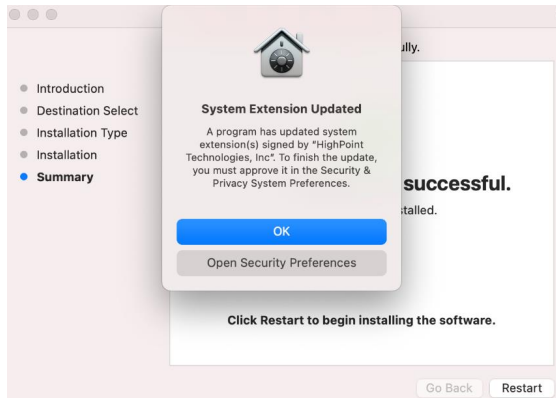 ully.
Introduction
Destination Select
Installation Type
Installation
Summary
System Extension Updated
A program has updated system
extension(s) signed by "HighPoint
Technologies, Inc". To finish the update,
you must approve it in the Security &
Privacy System Preferences.
OK
Open Security Preferences
successful.
stalled.
Click Restart to begin installing the software.
Go Back
Restart